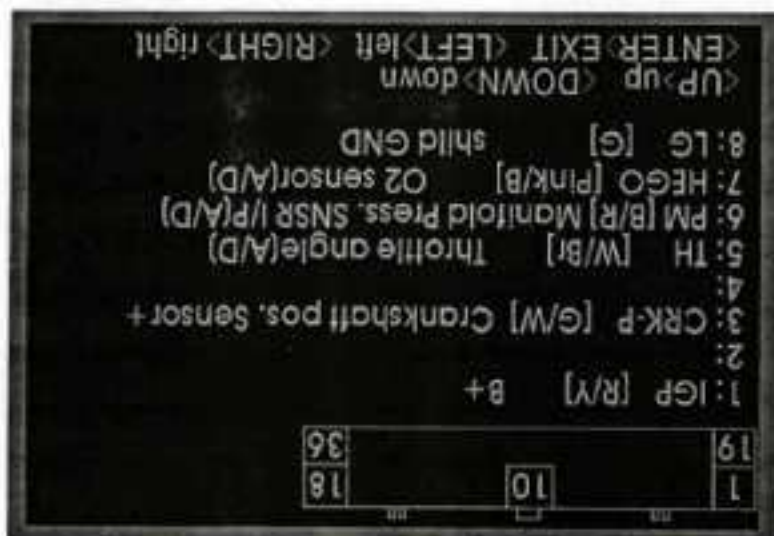 1 10 18
19 36
1: IGP [R/Y] B+
2:
3: CRK-P [G/W] Crankshaft pos. Sensor+
4:
5: TH [W/Br] Throttle angle(A/D)
6: PM [B/R] Manifold Press. SNSR I/P(A/D)
7: HEGO [Pink/B] O2 sensor(A/D)
8: LG [G] shild GND
<UP>up <DOWN>down
<ENTER·EXIT <LEFT>left <RIGHT>right